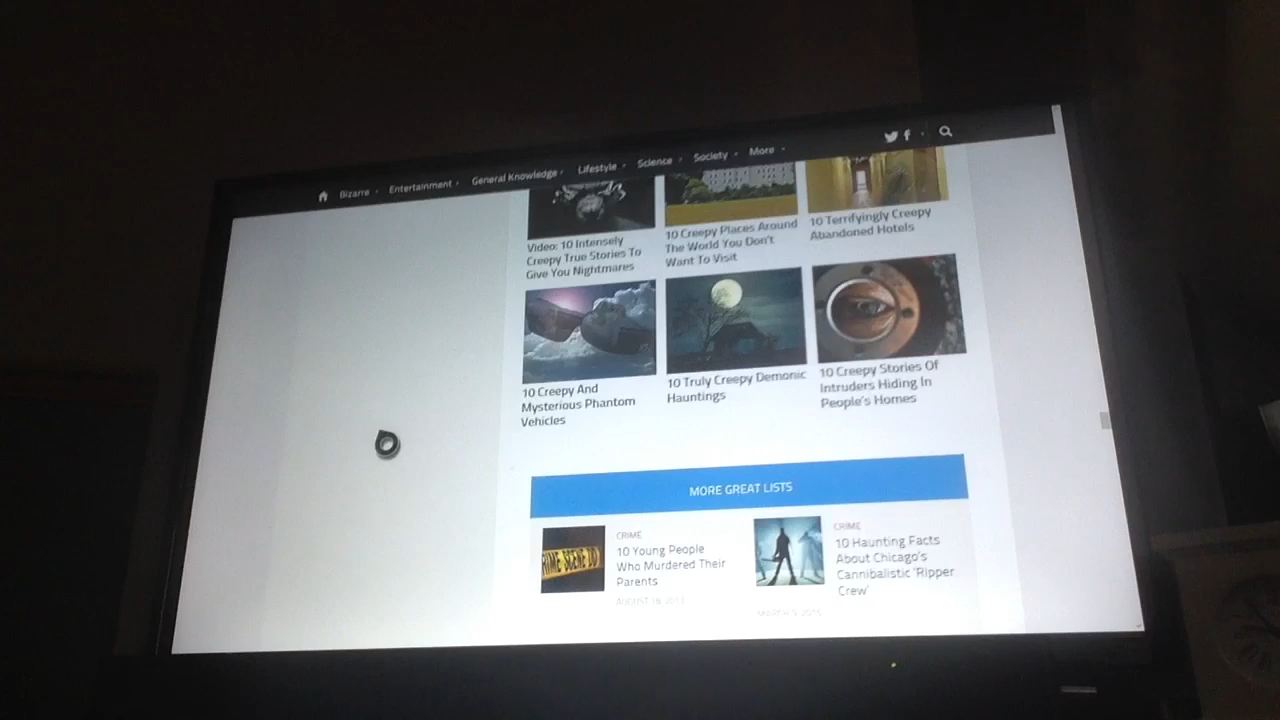 Bizarre Entertainment General Knowledge Lifestyle Science Society More
Video: 10 Intensely
Creepy True Stories To
Give You Nightmares
10 Creepy Places Around
The World You Don't
Want To Visit
10 Terrifyingly Creepy
Abandoned Hotels
10 Creepy And
Mysterious Phantom
Vehicles
10 Truly Creepy Demonic
Hauntings
10 Creepy Stories Of
Intruders Hiding In
People's Homes
MORE GREAT LISTS
CRIME
10 Young People
Who Murdered Their
Parents
CRIME
10 Haunting Facts
About Chicago's
Cannibalistic 'Ripper
Crew'